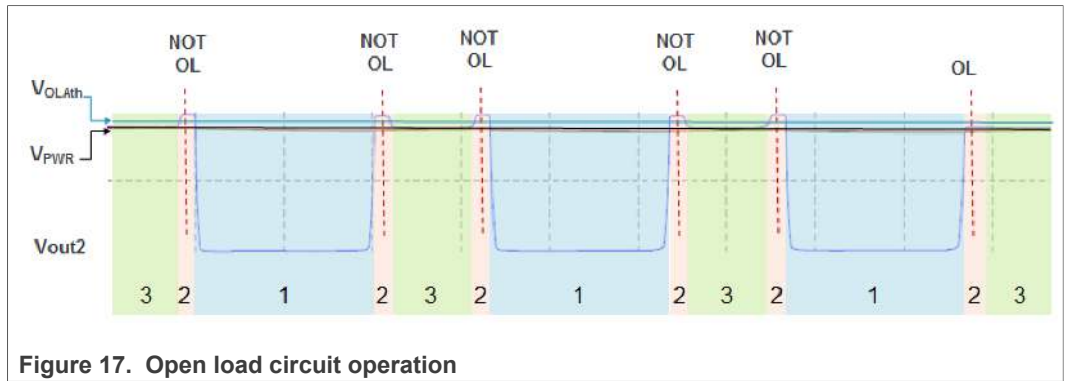 NOT OL
NOT OL
NOT OL
NOT OL
NOT OL
OL
VOLAth
VPWR
Vout2
3 2 1 2 3 2 1 2 3 2 1 2 3
Figure 17. Open load circuit operation